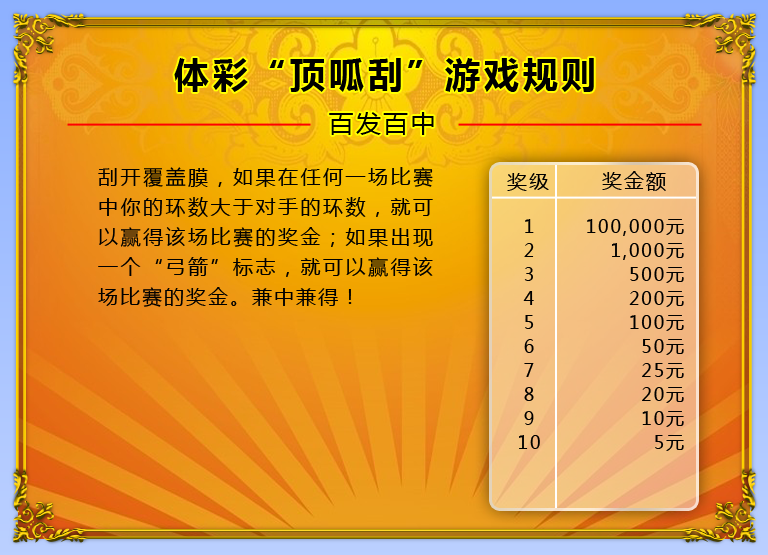 体彩“顶呱刮”游戏规则
百发百中
刮开覆盖膜，如果在任何一场比赛
中你的环数大于对手的环数，就可
以赢得该场比赛的奖金；如果出现
一个“弓箭”标志，就可以赢得该
场比赛的奖金。兼中兼得！
奖级 奖金额
1 100,000元
2 1,000元
3 500元
4 200元
5 100元
6 50元
7 25元
8 20元
9 10元
10 5元